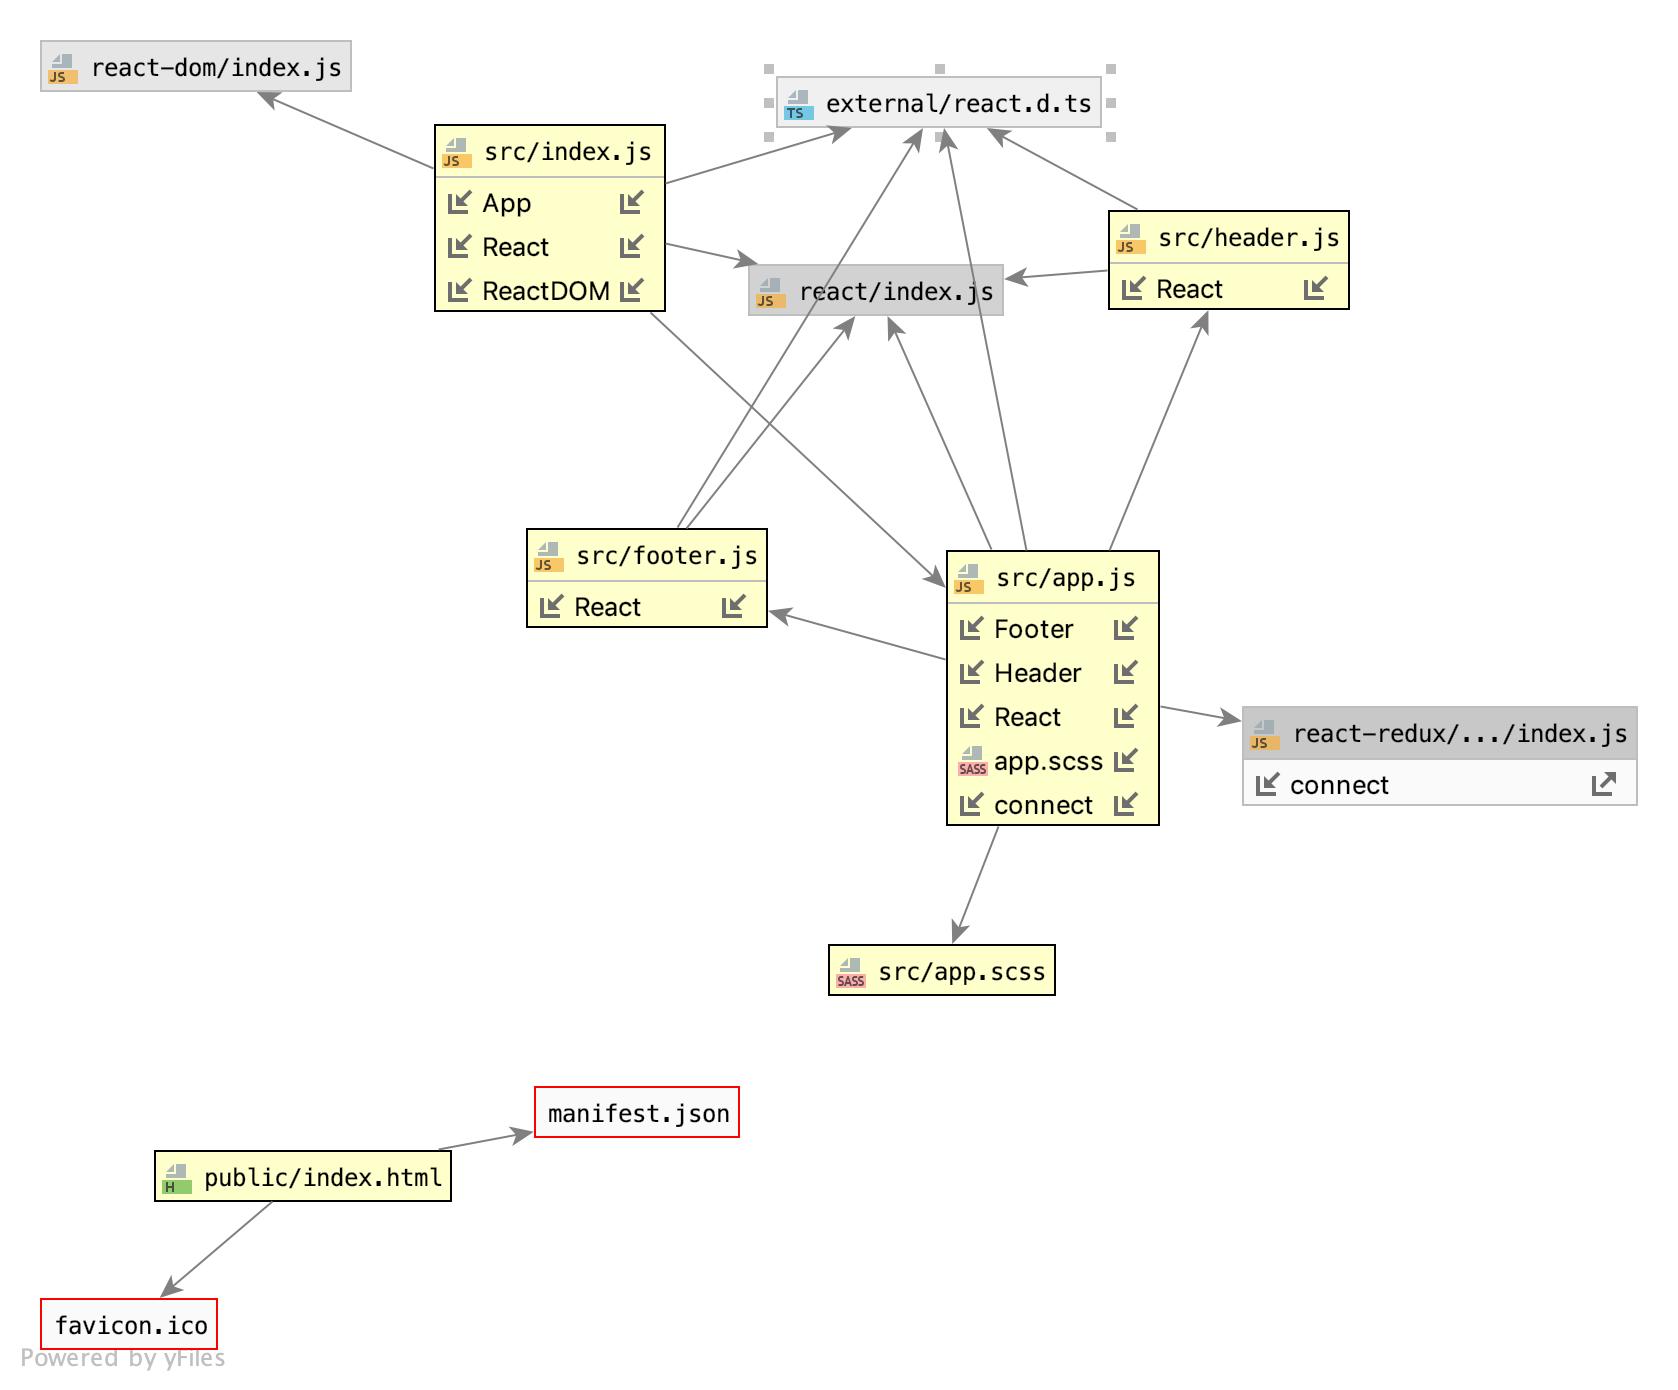 react-dom/index.js
JS
external/react.d.ts
TS
src/index.js
JS
App
React
ReactDOM
src/header.js
JS
React
react/index.js
JS
src/footer.js
JS
React
src/app.js
JS
Footer
Header
React
app.scss
SASS
connect
react-redux/.../index.js
JS
connect
src/app.scss
SASS
manifest.json
public/index.html
H
favicon.ico
Powered by yFiles